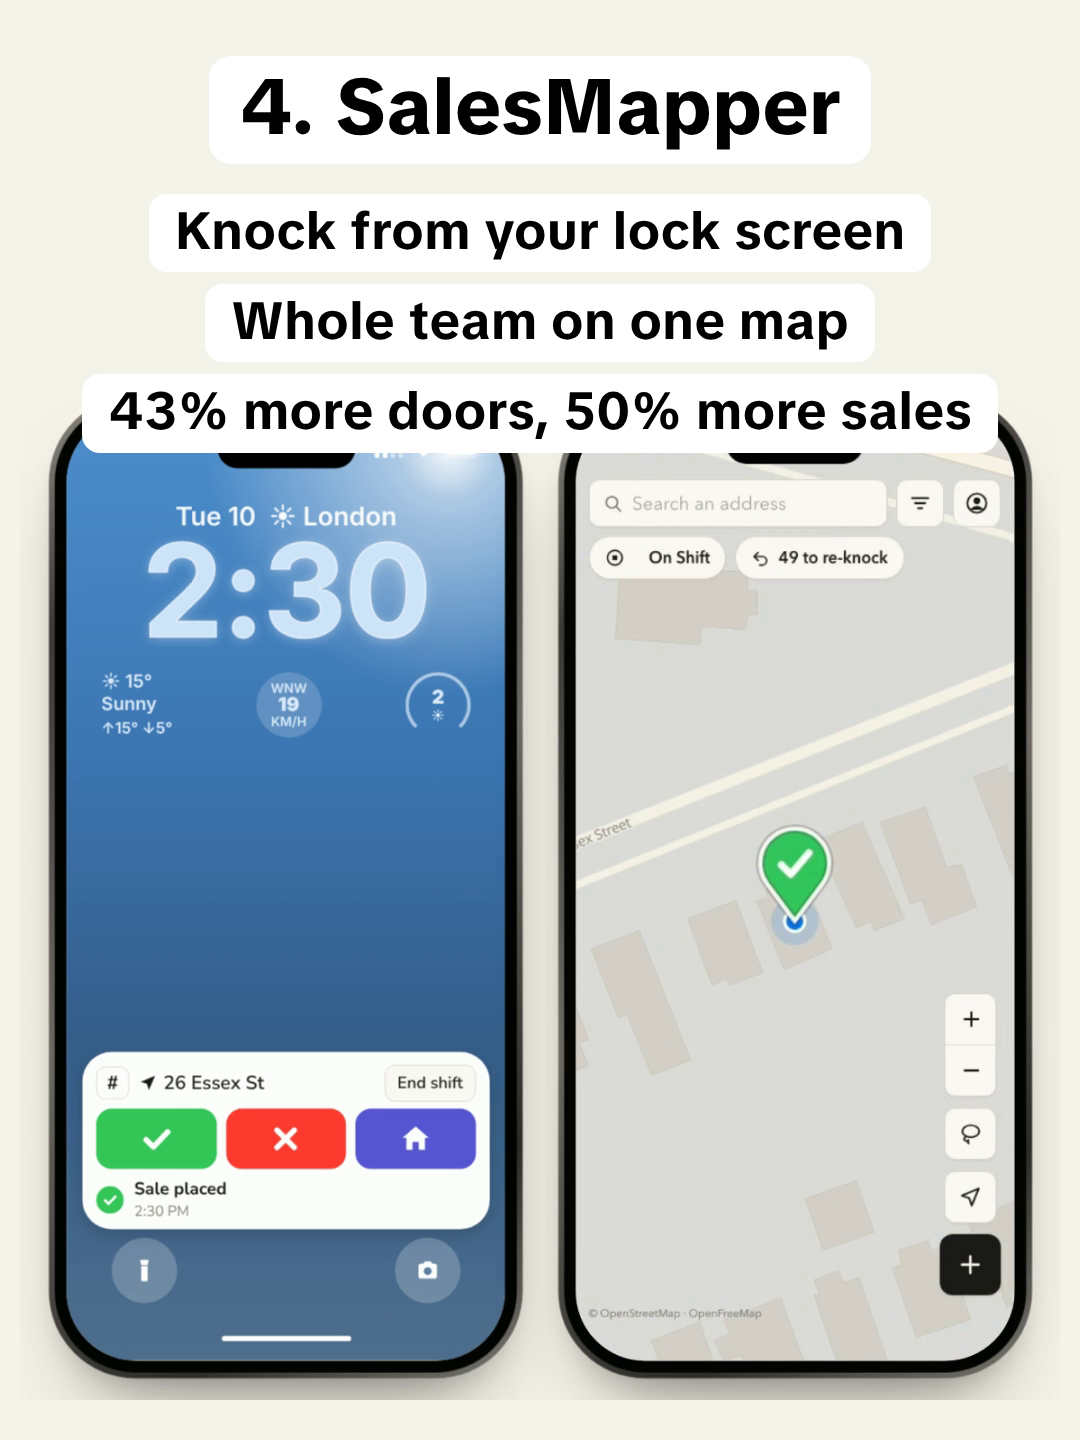 4. SalesMapper
Knock from your lock screen
Whole team on one map
43% more doors, 50% more sales
Tue 10 London
2:30
15°
Sunny
↑15° ↓5°
WNW
19
KM/H
2
# 26 Essex St
End shift
Sale placed
2:30 PM
Search an address
On Shift
49 to re-knock
sex Street
© OpenStreetMap · OpenFreeMap